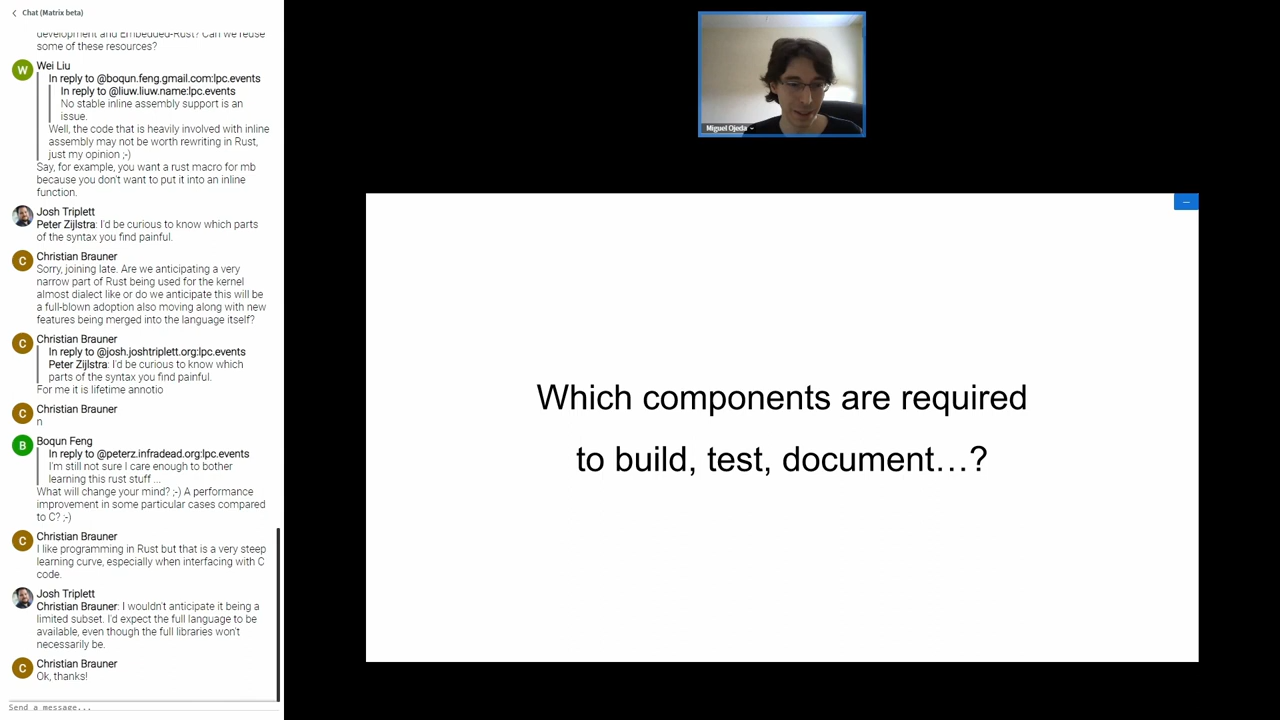 Chat (Matrix beta)
development and Embedded-Rust? Can we reuse
some of these resources?
W
Wei Liu
In reply to @boqun.feng.gmail.com:lpc.events
In reply to @liuw.liuw.name:lpc.events
No stable inline assembly support is an
issue.
Well, the code that is heavily involved with inline
assembly may not be worth rewriting in Rust,
just my opinion ;-)
Say, for example, you want a rust macro for mb
because you don't want to put it into an inline
function.
Josh Triplett
Peter Zijlstra: I'd be curious to know which parts
of the syntax you find painful.
C
Christian Brauner
Sorry, joining late. Are we anticipating a very
narrow part of Rust being used for the kernel
almost dialect like or do we anticipate this will be
a full-blown adoption also moving along with new
features being merged into the language itself?
C
Christian Brauner
In reply to @josh.joshtriplett.org:lpc.events
Peter Zijlstra: I'd be curious to know which
parts of the syntax you find painful.
For me it is lifetime annotio
C
Christian Brauner
n
B
Boqun Feng
In reply to @peterz.infradead.org:lpc.events
I'm still not sure I care enough to bother
learning this rust stuff ...
What will change your mind? ;-) A performance
improvement in some particular cases compared
to C? ;-)
C
Christian Brauner
I like programming in Rust but that is a very steep
learning curve, especially when interfacing with C
code.
Josh Triplett
Christian Brauner: I wouldn't anticipate it being a
limited subset. I'd expect the full language to be
available, even though the full libraries won't
necessarily be.
C
Christian Brauner
Ok, thanks!
Send a message...
Miguel Ojeda
Which components are required
to build, test, document...?